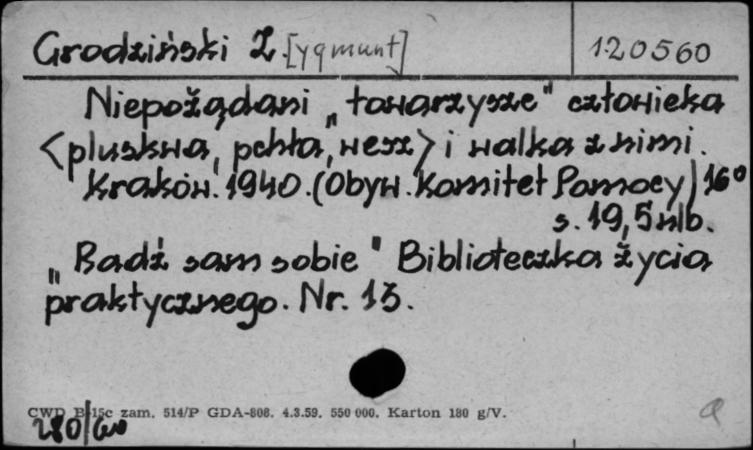 Grodziński Z. [ygmunt] 120560
Niepożądani „towarzysze" człowieka
<pluskwa, pchła, wesz> i walka z nimi.
Kraków. 1940. (Obyw. Komitet Pomocy) 16°
s. 19, 5 nlb.
„Radź sam sobie" Biblioteczka życia
praktycznego. Nr. 13.
CWD B-15c zam. 514/P GDA-808. 4.3.59. 550 000. Karton 180 g/V.